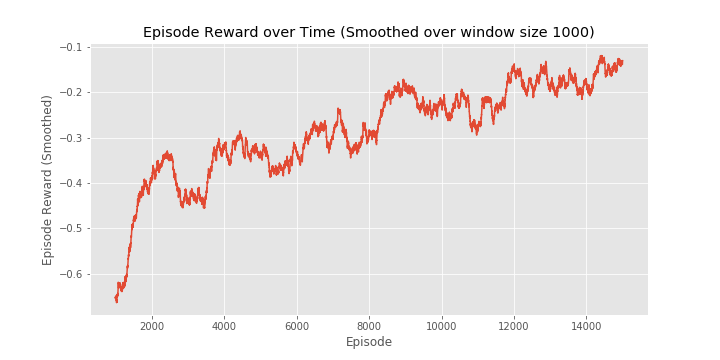 Episode Reward over Time (Smoothed over window size 1000)
−0.1
−0.2
−0.3
−0.4
−0.5
−0.6
Episode Reward (Smoothed)
2000 4000 6000 8000 10000 12000 14000
Episode